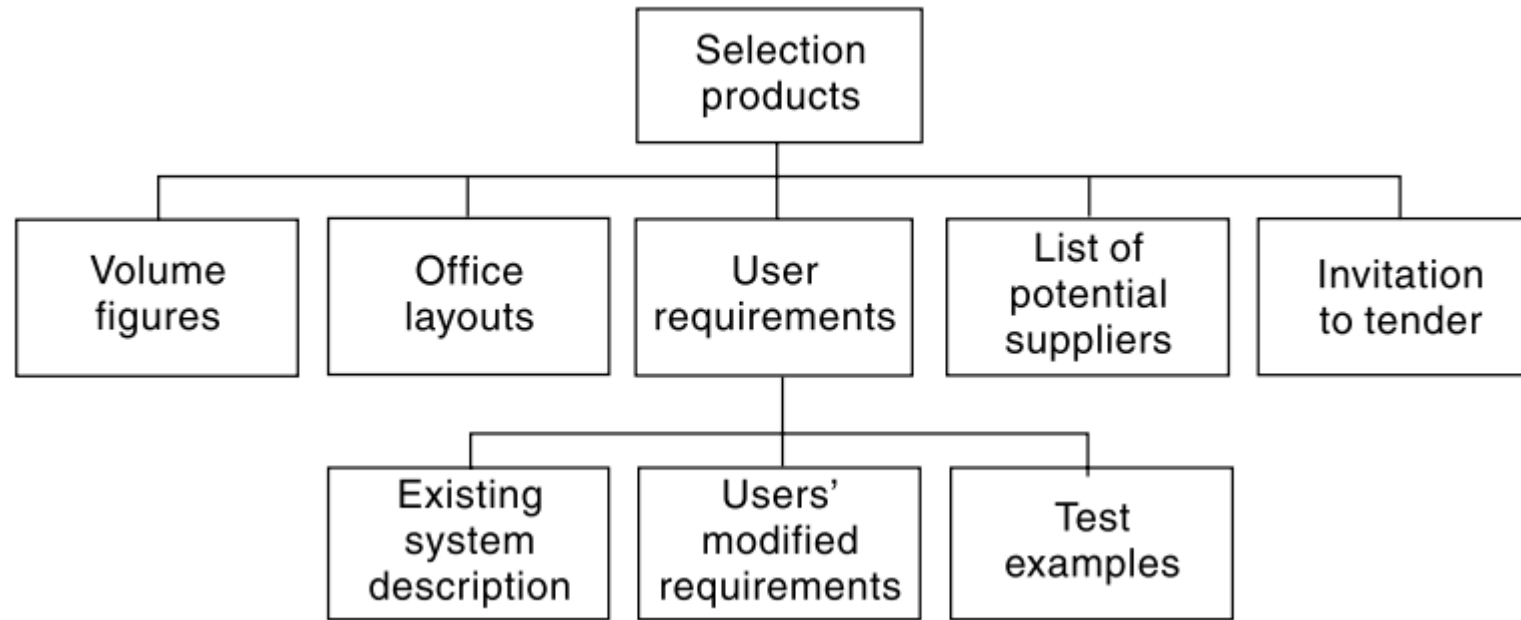 Selection
products
Volume
figures
Office
layouts
User
requirements
List of
potential
suppliers
Invitation
to tender
Existing
system
description
Users’
modified
requirements
Test
examples